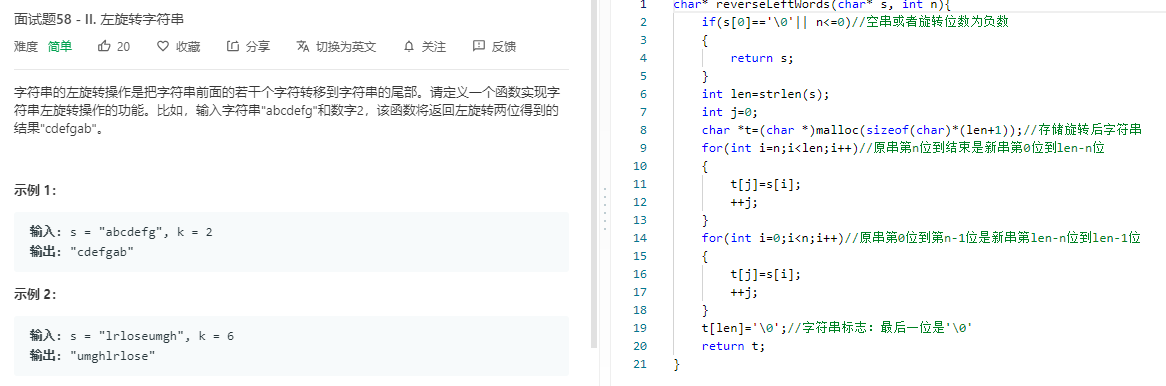 面试题58 - II. 左旋转字符串
难度 简单 20 收藏 分享 切换为英文 关注 反馈
字符串的左旋转操作是把字符串前面的若干个字符转移到字符串的尾部。请定义一个函数实现字
符串左旋转操作的功能。比如，输入字符串"abcdefg"和数字2，该函数将返回左旋转两位得到的
结果"cdefgab"。
示例 1：
输入: s = "abcdefg", k = 2
输出: "cdefgab"
示例 2：
输入: s = "lrloseumgh", k = 6
输出: "umghlrlose"
1 char* reverseLeftWords(char* s, int n){
2 if(s[0]=='\0'|| n<=0)//空串或者旋转位数为负数
3 {
4 return s;
5 }
6 int len=strlen(s);
7 int j=0;
8 char *t=(char *)malloc(sizeof(char)*(len+1));//存储旋转后字符串
9 for(int i=n;i<len;i++)//原串第n位到结束是新串第0位到len-n位
10 {
11 t[j]=s[i];
12 ++j;
13 }
14 for(int i=0;i<n;i++)//原串第0位到第n-1位是新串第len-n位到len-1位
15 {
16 t[j]=s[i];
17 ++j;
18 }
19 t[len]='\0';//字符串标志：最后一位是'\0'
20 return t;
21 }